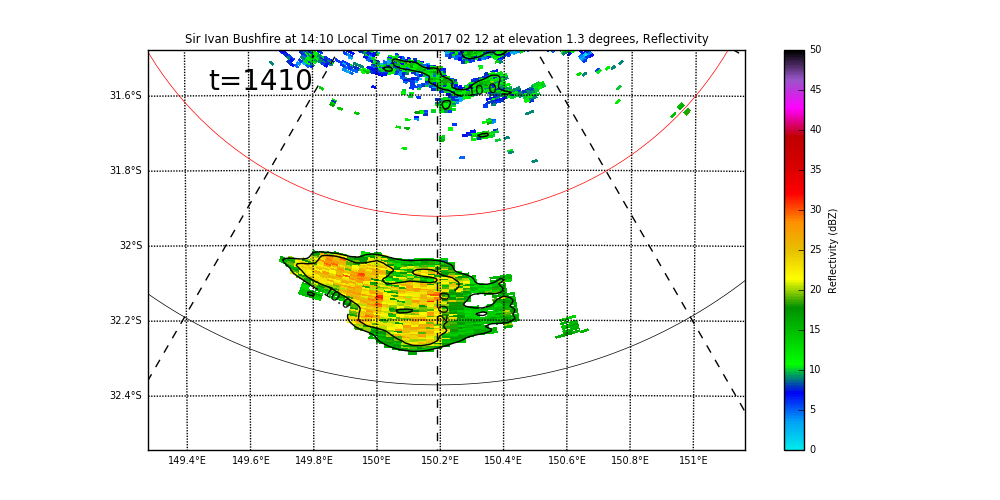 Sir Ivan Bushfire at 14:10 Local Time on 2017 02 12 at elevation 1.3 degrees, Reflectivity
t=1410
31.6°S
31.8°S
32°S
32.2°S
32.4°S
149.4°E 149.6°E 149.8°E 150°E 150.2°E 150.4°E 150.6°E 150.8°E 151°E
10.0
10.0
50
45
40
35
30
25
20
15
10
5
0
Reflectivity (dBZ)